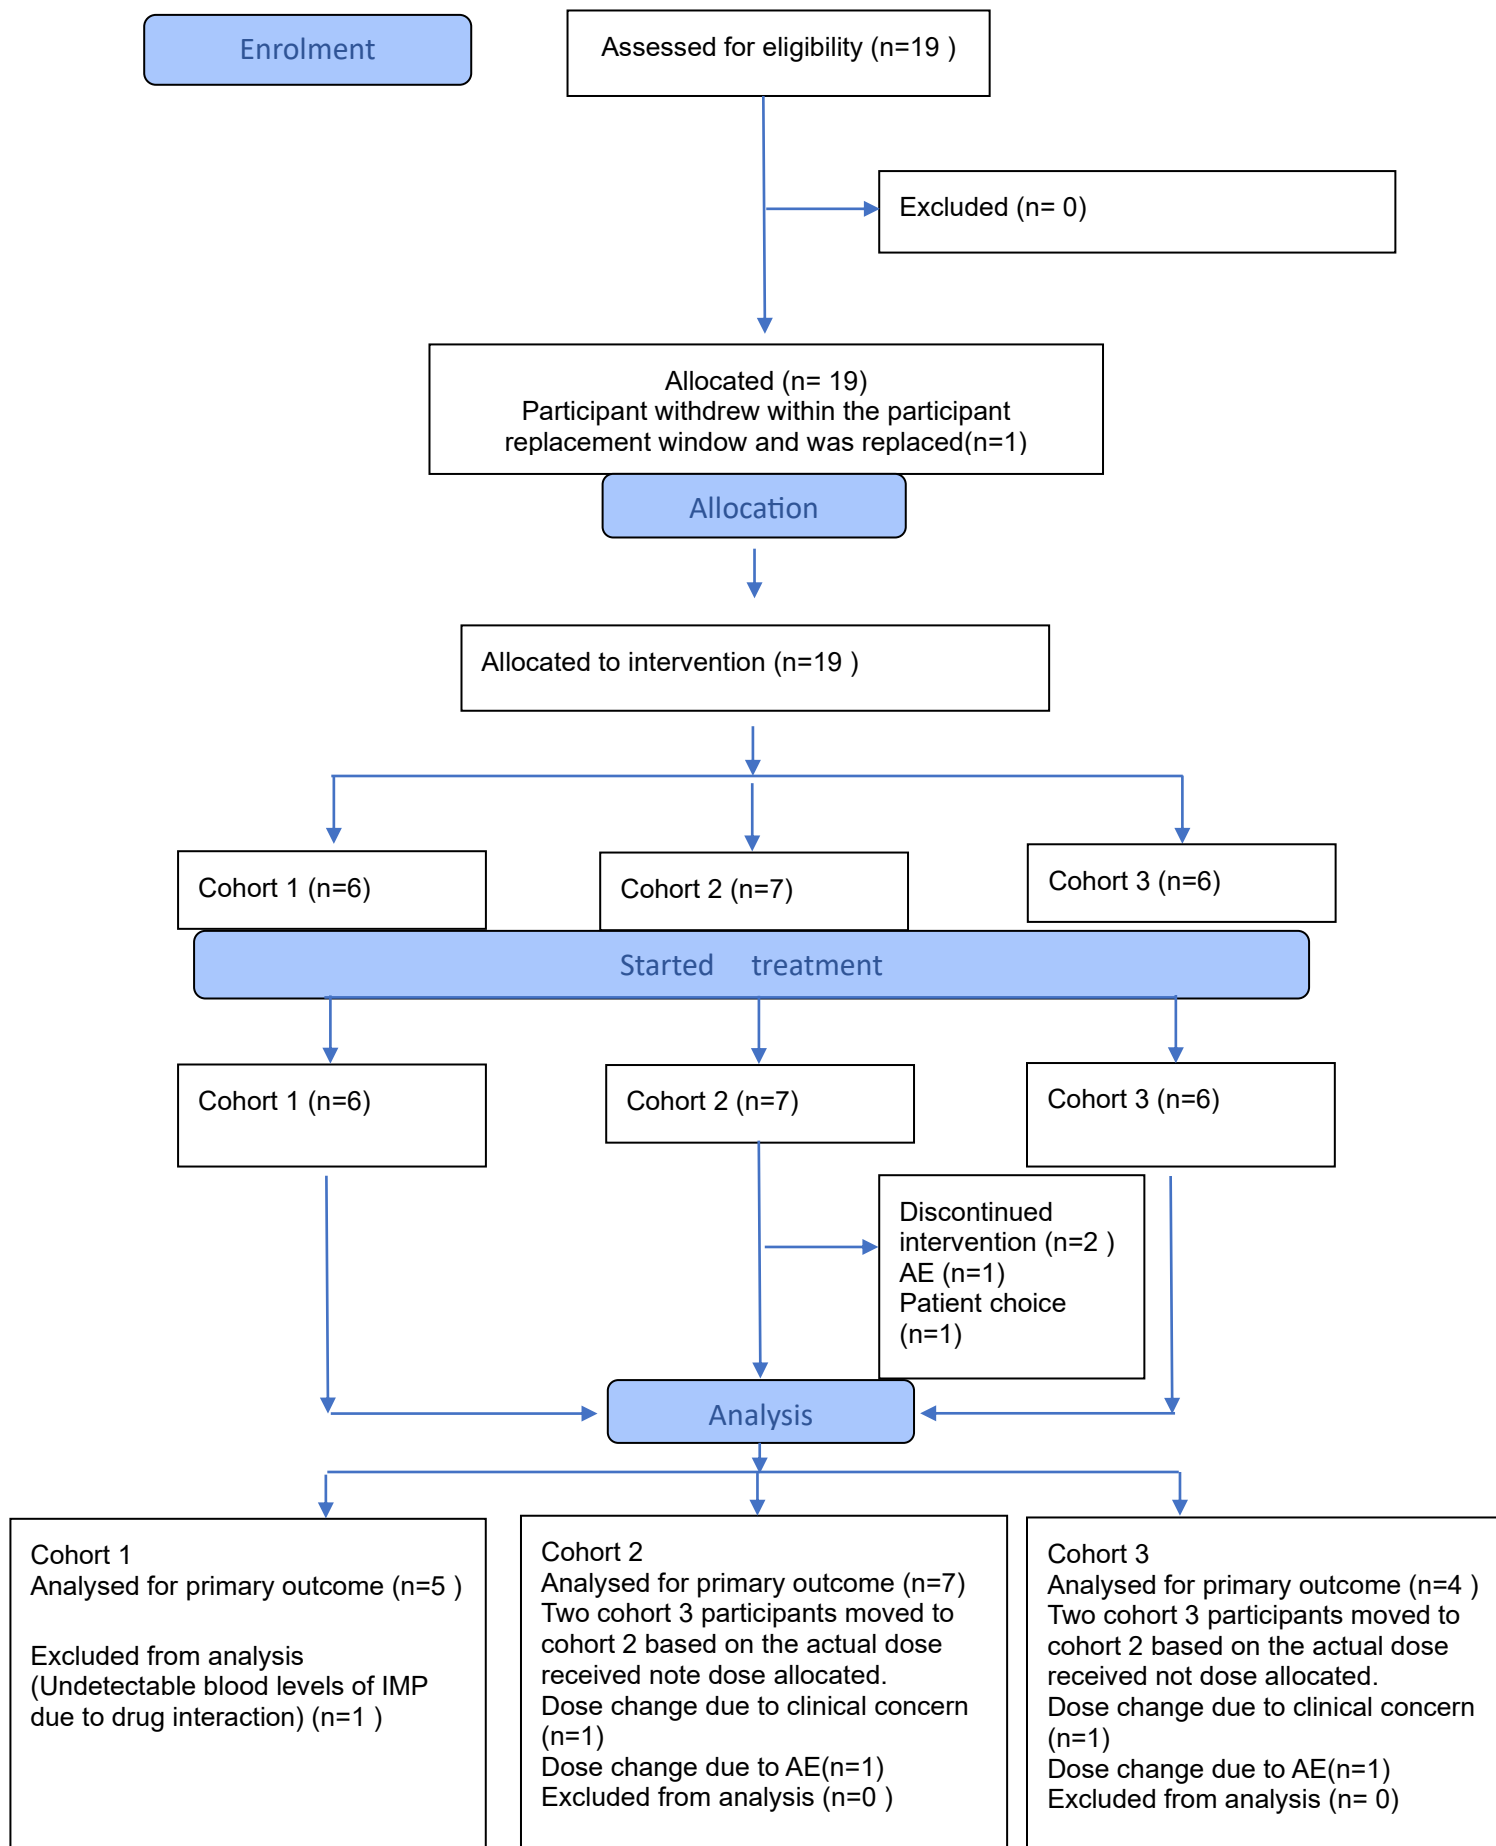 Enrolment
Assessed for eligibility (n=19 )
Excluded (n= 0)
Allocated (n= 19)
Participant withdrew within the participant
replacement window and was replaced(n=1)
Allocation
Allocated to intervention (n=19 )
Cohort 1 (n=6)
Cohort 2 (n=7)
Cohort 3 (n=6)
Started treatment
Cohort 1 (n=6)
Cohort 2 (n=7)
Cohort 3 (n=6)
Discontinued
intervention (n=2 )
AE (n=1)
Patient choice
(n=1)
Analysis
Cohort 1
Analysed for primary outcome (n=5 )
Excluded from analysis
(Undetectable blood levels of IMP
due to drug interaction) (n=1 )
Cohort 2
Analysed for primary outcome (n=7)
Two cohort 3 participants moved to
cohort 2 based on the actual dose
received note dose allocated.
Dose change due to clinical concern
(n=1)
Dose change due to AE(n=1)
Excluded from analysis (n=0 )
Cohort 3
Analysed for primary outcome (n=4 )
Two cohort 3 participants moved to
cohort 2 based on the actual dose
received not dose allocated.
Dose change due to clinical concern
(n=1)
Dose change due to AE(n=1)
Excluded from analysis (n= 0)